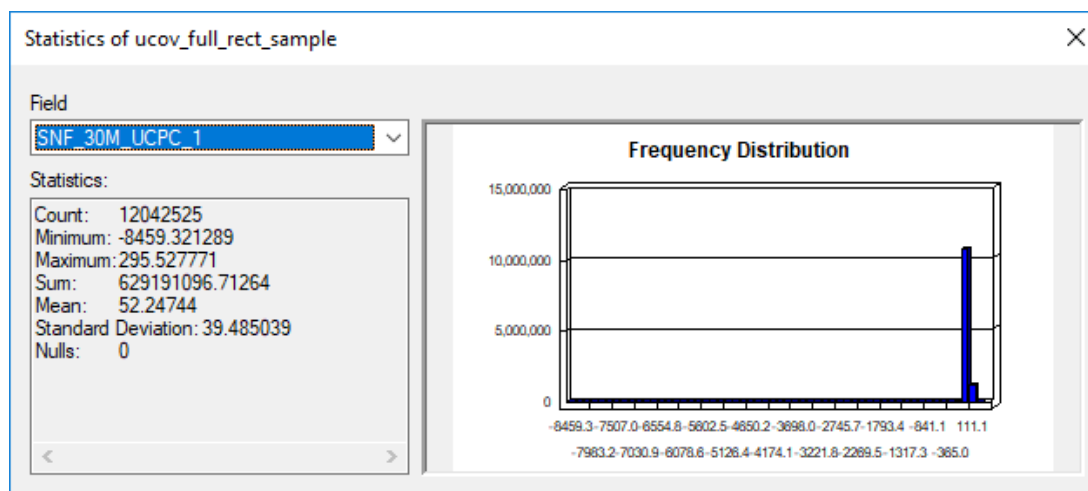 Statistics of ucov_full_rect_sample
Field
SNF_30M_UCPC_1
Statistics:
Count: 12042525
Minimum: -8459.321289
Maximum: 295.527771
Sum: 629191096.71264
Mean: 52.24744
Standard Deviation: 39.485039
Nulls: 0
Frequency Distribution
15,000,000
10,000,000
5,000,000
0
-8459.3 -7507.0 -6554.8 -5602.5 -4650.2 -3698.0 -2745.7 -1793.4 -841.1 111.1
-7983.2 -7030.9 -6078.6 -5126.4 -4174.1 -3221.8 -2269.5 -1317.3 -365.0